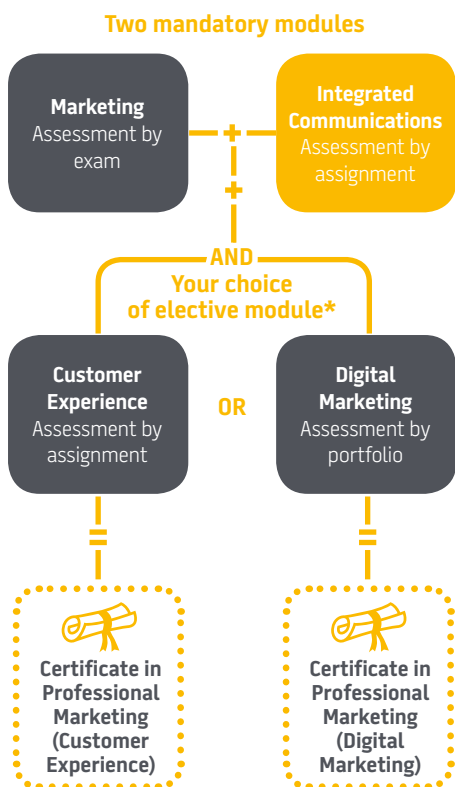 Two mandatory modules
Marketing
Assessment by
exam
+
Integrated
Communications
Assessment by
assignment
+
AND
Your choice
of elective module*
Customer
Experience
Assessment by
assignment
OR
Digital
Marketing
Assessment by
portfolio
=
=
Certificate in
Professional
Marketing
(Customer
Experience)
Certificate in
Professional
Marketing
(Digital
Marketing)